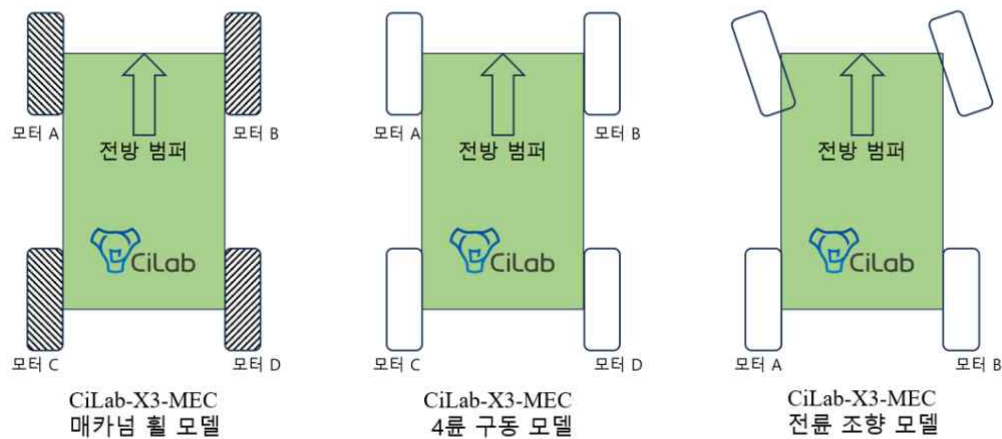 모터 A
모터 B
전방 범퍼
CiLab
모터 C
모터 D
CiLab-X3-MEC
매카넘 휠 모델
모터 A
모터 B
전방 범퍼
CiLab
모터 C
모터 D
CiLab-X3-MEC
4륜 구동 모델
전방 범퍼
CiLab
모터 A
모터 B
CiLab-X3-MEC
전륜 조향 모델